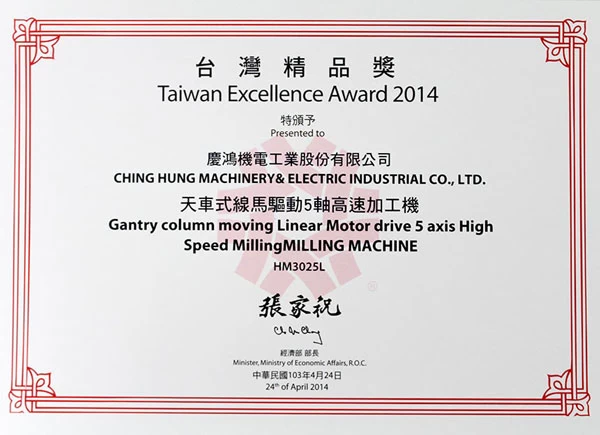 台灣精品獎
Taiwan Excellence Award 2014
特頒予
Presented to
慶鴻機電工業股份有限公司
CHING HUNG MACHINERY& ELECTRIC INDUSTRIAL CO., LTD.
天車式線馬驅動5軸高速加工機
Gantry column moving Linear Motor drive 5 axis High
Speed MillingMILLING MACHINE
HM3025L
®
張家祝
經濟部 部長
Minister, Ministry of Economic Affairs, R.O.C.
中華民國103年4月24日
24th of April 2014